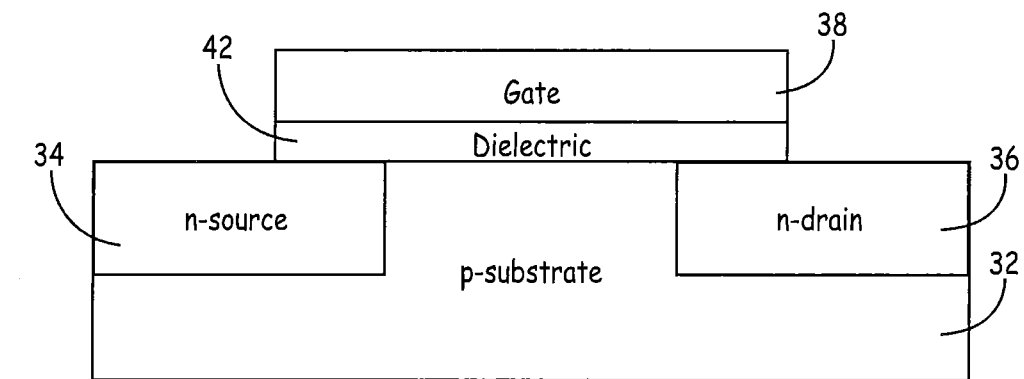 38
42
Gate
Dielectric
34
36
n-source
n-drain
p-substrate
32